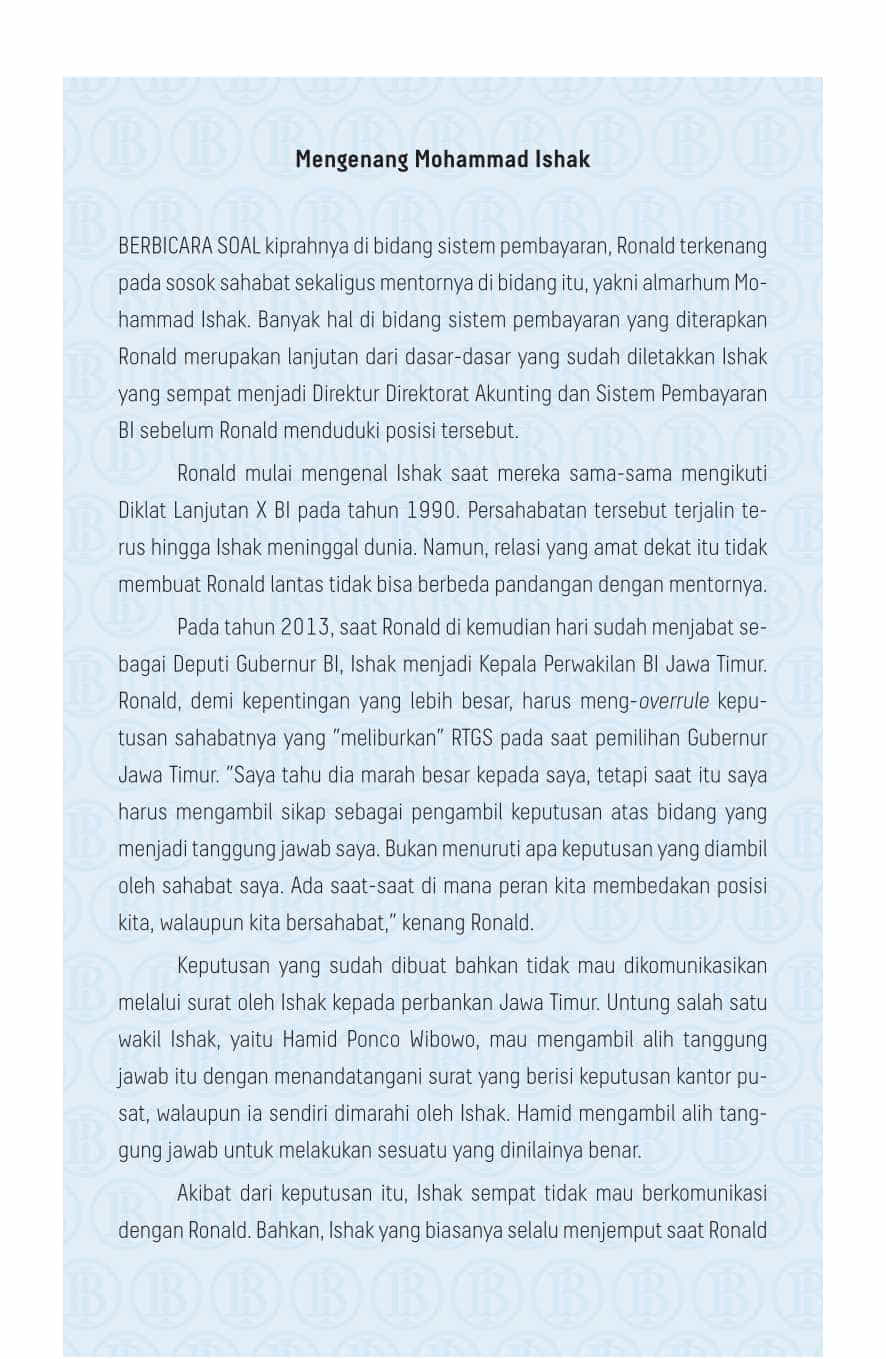 Mengenang Mohammad Ishak
BERBICARA SOAL kiprahnya di bidang sistem pembayaran, Ronald terkenang
pada sosok sahabat sekaligus mentornya di bidang itu, yakni almarhum Mo-
hammad Ishak. Banyak hal di bidang sistem pembayaran yang diterapkan
Ronald merupakan lanjutan dari dasar-dasar yang sudah diletakkan Ishak
yang sempat menjadi Direktur Direktorat Akunting dan Sistem Pembayaran
BI sebelum Ronald menduduki posisi tersebut.
Ronald mulai mengenal Ishak saat mereka sama-sama mengikuti
Diklat Lanjutan X BI pada tahun 1990. Persahabatan tersebut terjalin te-
rus hingga Ishak meninggal dunia. Namun, relasi yang amat dekat itu tidak
membuat Ronald lantas tidak bisa berbeda pandangan dengan mentornya.
Pada tahun 2013, saat Ronald di kemudian hari sudah menjabat se-
bagai Deputi Gubernur BI, Ishak menjadi Kepala Perwakilan BI Jawa Timur.
Ronald, demi kepentingan yang lebih besar, harus meng-overrule kepu-
tusan sahabatnya yang "meliburkan" RTGS pada saat pemilihan Gubernur
Jawa Timur. "Saya tahu dia marah besar kepada saya, tetapi saat itu saya
harus mengambil sikap sebagai pengambil keputusan atas bidang yang
menjadi tanggung jawab saya. Bukan menuruti apa keputusan yang diambil
oleh sahabat saya. Ada saat-saat di mana peran kita membedakan posisi
kita, walaupun kita bersahabat," kenang Ronald.
Keputusan yang sudah dibuat bahkan tidak mau dikomunikasikan
melalui surat oleh Ishak kepada perbankan Jawa Timur. Untung salah satu
wakil Ishak, yaitu Hamid Ponco Wibowo, mau mengambil alih tanggung
jawab itu dengan menandatangani surat yang berisi keputusan kantor pu-
sat, walaupun ia sendiri dimarahi oleh Ishak. Hamid mengambil alih tang-
gung jawab untuk melakukan sesuatu yang dinilainya benar.
Akibat dari keputusan itu, Ishak sempat tidak mau berkomunikasi
dengan Ronald. Bahkan, Ishak yang biasanya selalu menjemput saat Ronald